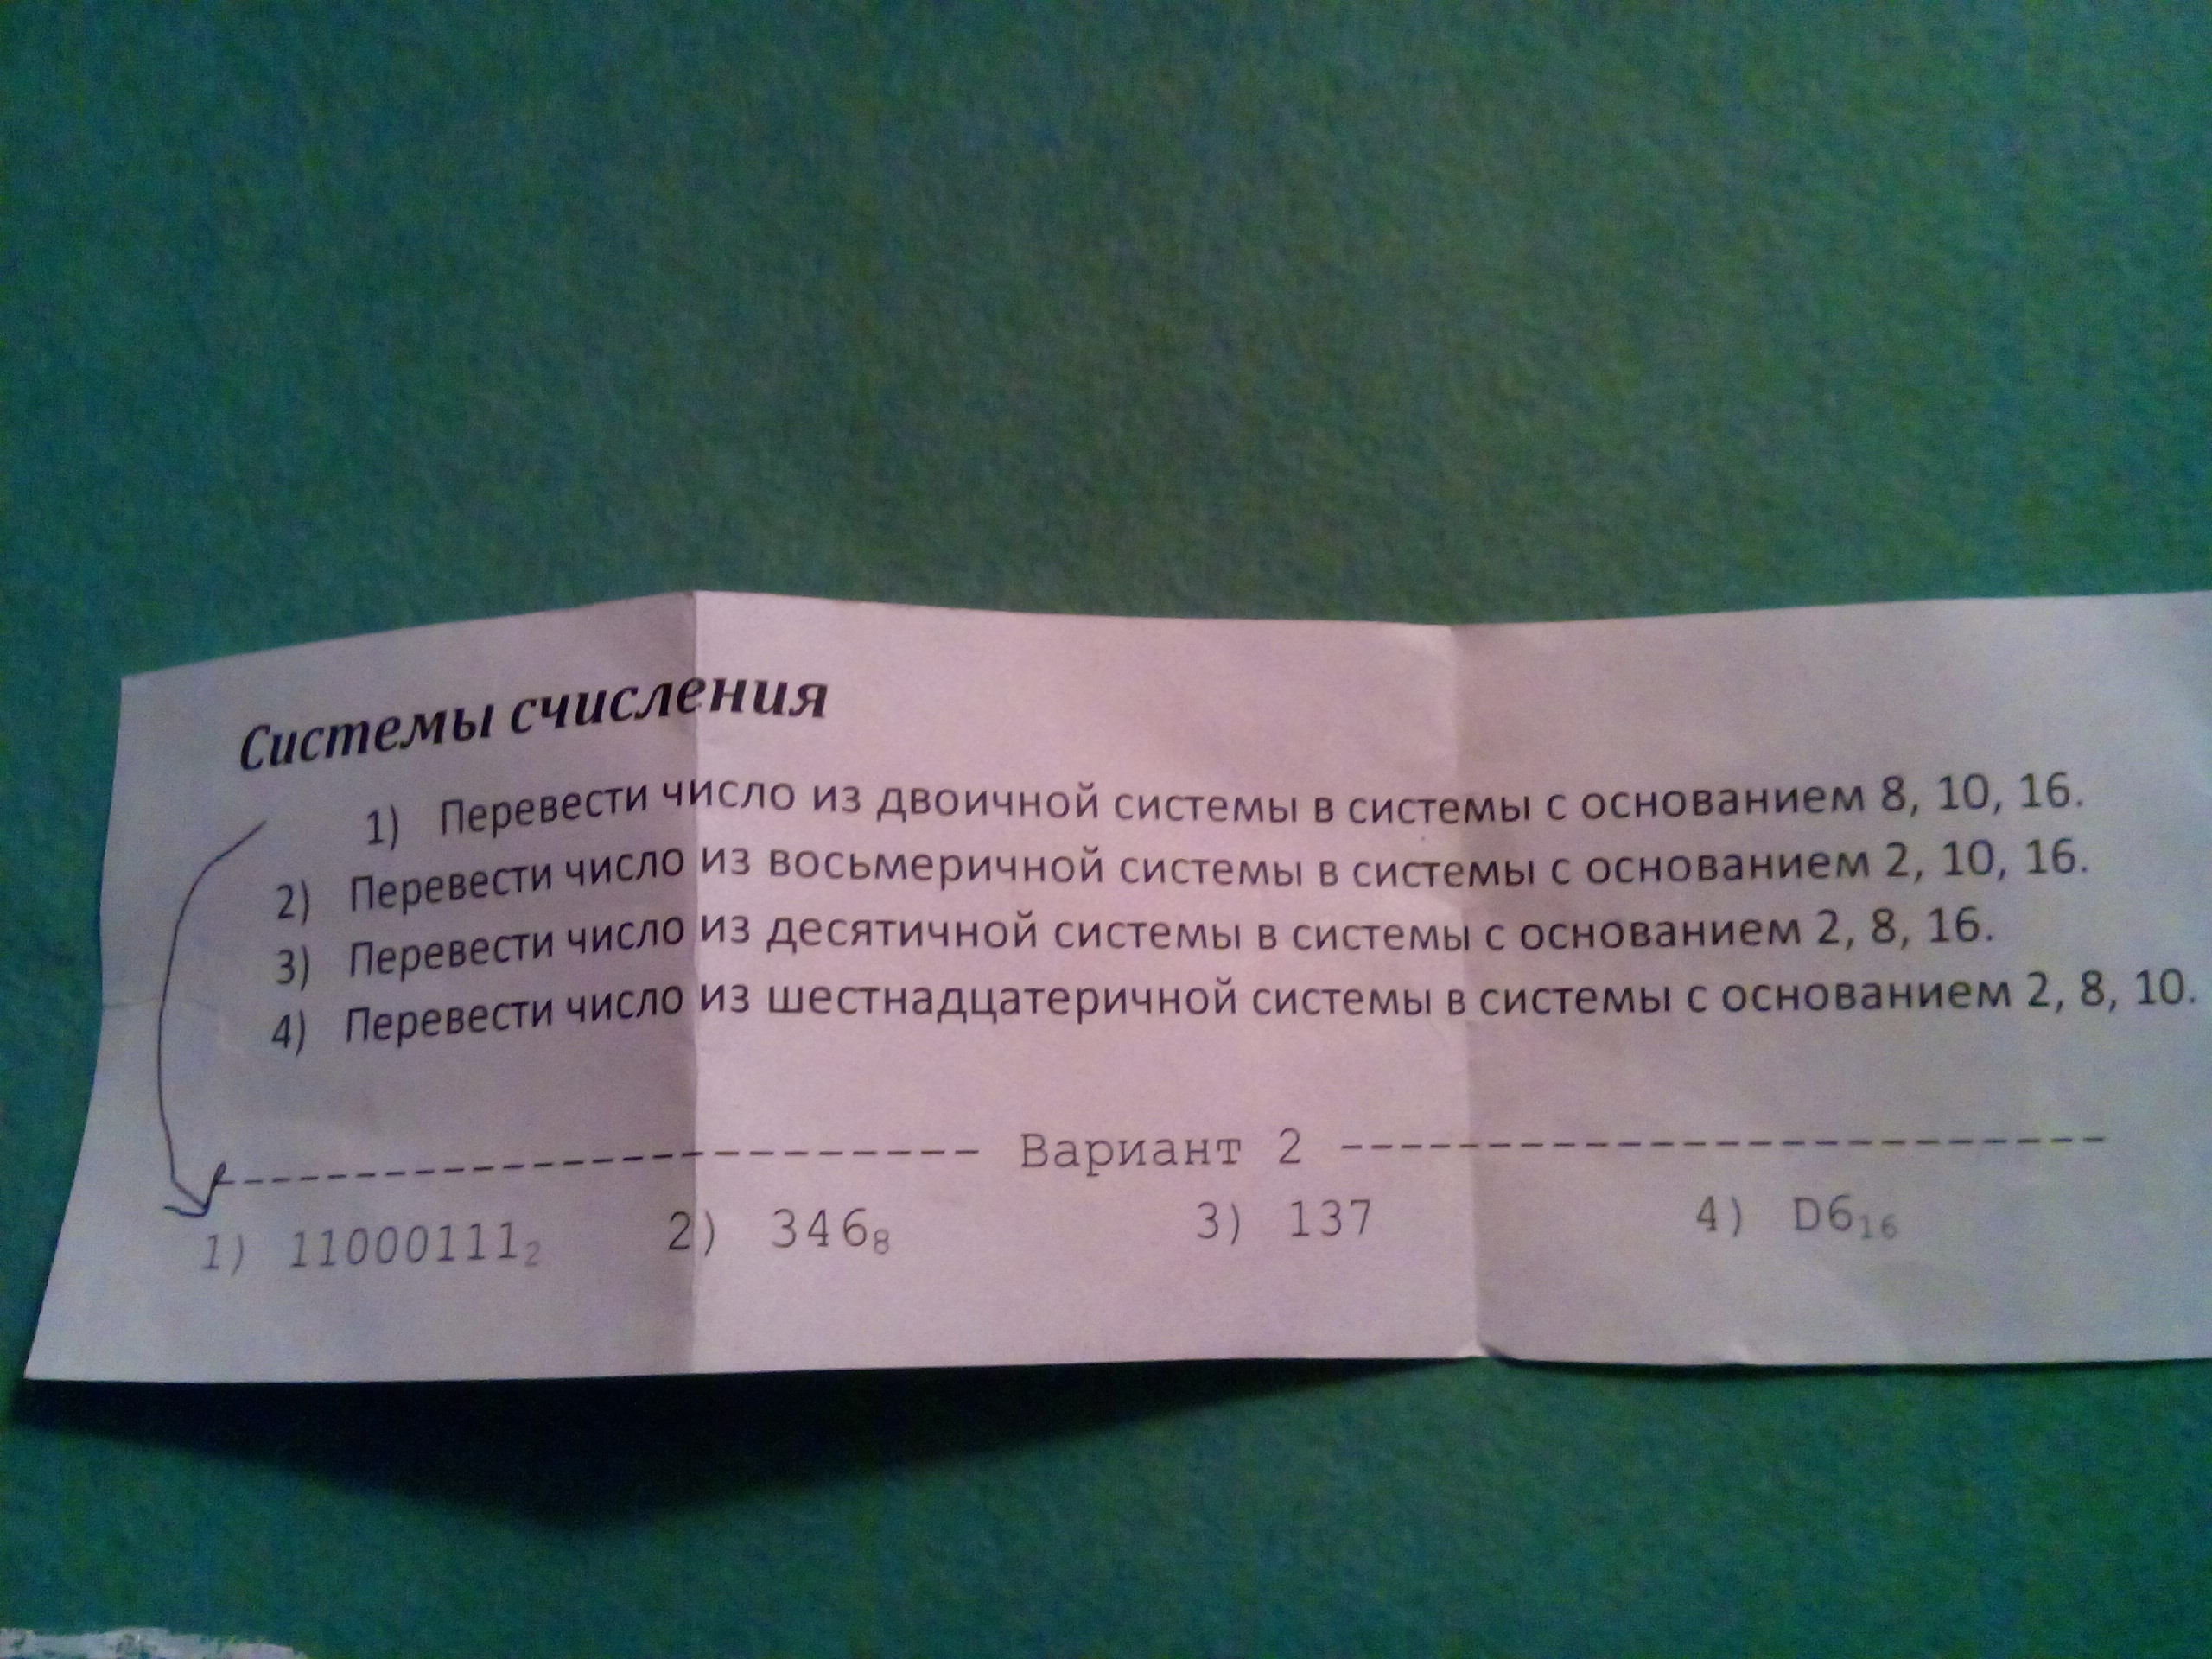 Системы счисления
1) Перевести число из двоичной системы в системы с основанием 8, 10, 16.
2) Перевести число из восьмеричной системы в системы с основанием 2, 10, 16.
3) Перевести число из десятичной системы в системы с основанием 2, 8, 16.
4) Перевести число из шестнадцатеричной системы в системы с основанием 2, 8, 10.
------------------------ Вариант 2 ------------------------
1) 11000111₂ 2) 346₈ 3) 137 4) D6₁₆